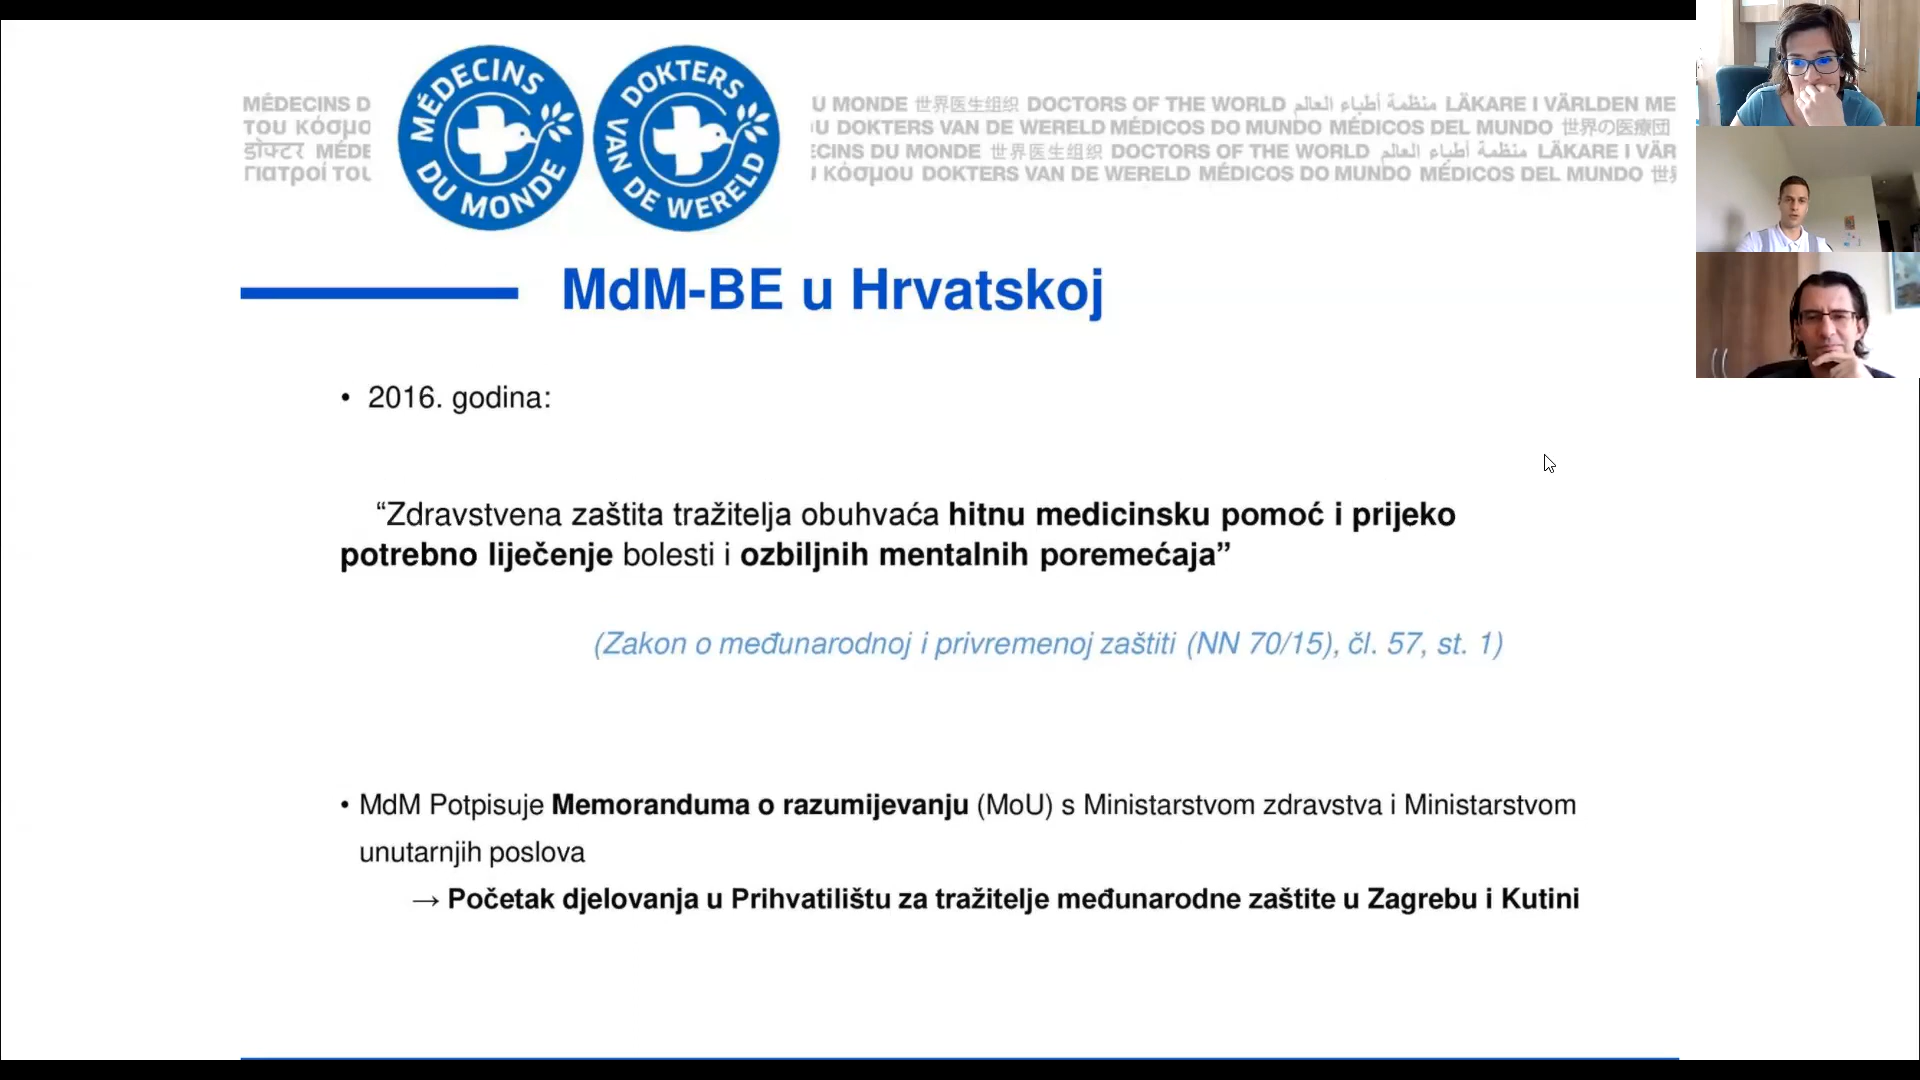 MÉDECINS D
του κόσμο
डॉक्टर MÉDE
Γιατροί του
MÉDECINS DU MONDE
DOKTERS VAN DE WERELD
U MONDE 世界医生组织 DOCTORS OF THE WORLD منظمة أطباء العالم LÄKARE I VÄRLDEN ME
U DOKTERS VAN DE WERELD MÉDICOS DO MUNDO MÉDICOS DEL MUNDO 世界の医療団
ECINS DU MONDE 世界医生组织 DOCTORS OF THE WORLD منظمة أطباء العالم LÄKARE I VÄR
κόσμου DOKTERS VAN DE WERELD MÉDICOS DO MUNDO MÉDICOS DEL MUNDO 世
MdM-BE u Hrvatskoj
• 2016. godina:
“Zdravstvena zaštita tražitelja obuhvaća hitnu medicinsku pomoć i prijeko
potrebno liječenje bolesti i ozbiljnih mentalnih poremećaja”
(Zakon o međunarodnoj i privremenoj zaštiti (NN 70/15), čl. 57, st. 1)
• MdM Potpisuje Memoranduma o razumijevanju (MoU) s Ministarstvom zdravstva i Ministarstvom
unutarnjih poslova
→ Početak djelovanja u Prihvatilištu za tražitelje međunarodne zaštite u Zagrebu i Kutini